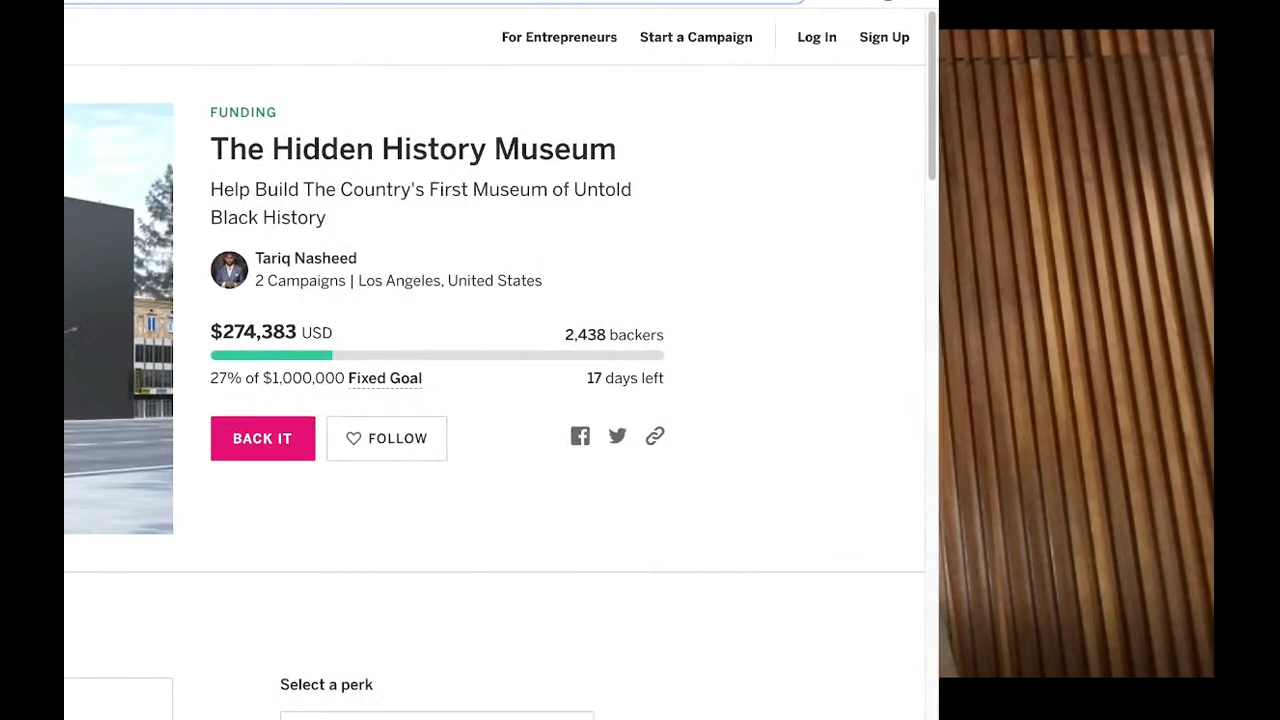 For Entrepreneurs Start a Campaign Log In Sign Up
FUNDING
The Hidden History Museum
Help Build The Country's First Museum of Untold
Black History
Tariq Nasheed
2 Campaigns | Los Angeles, United States
$274,383 USD 2,438 backers
27% of $1,000,000 Fixed Goal 17 days left
BACK IT FOLLOW
Select a perk